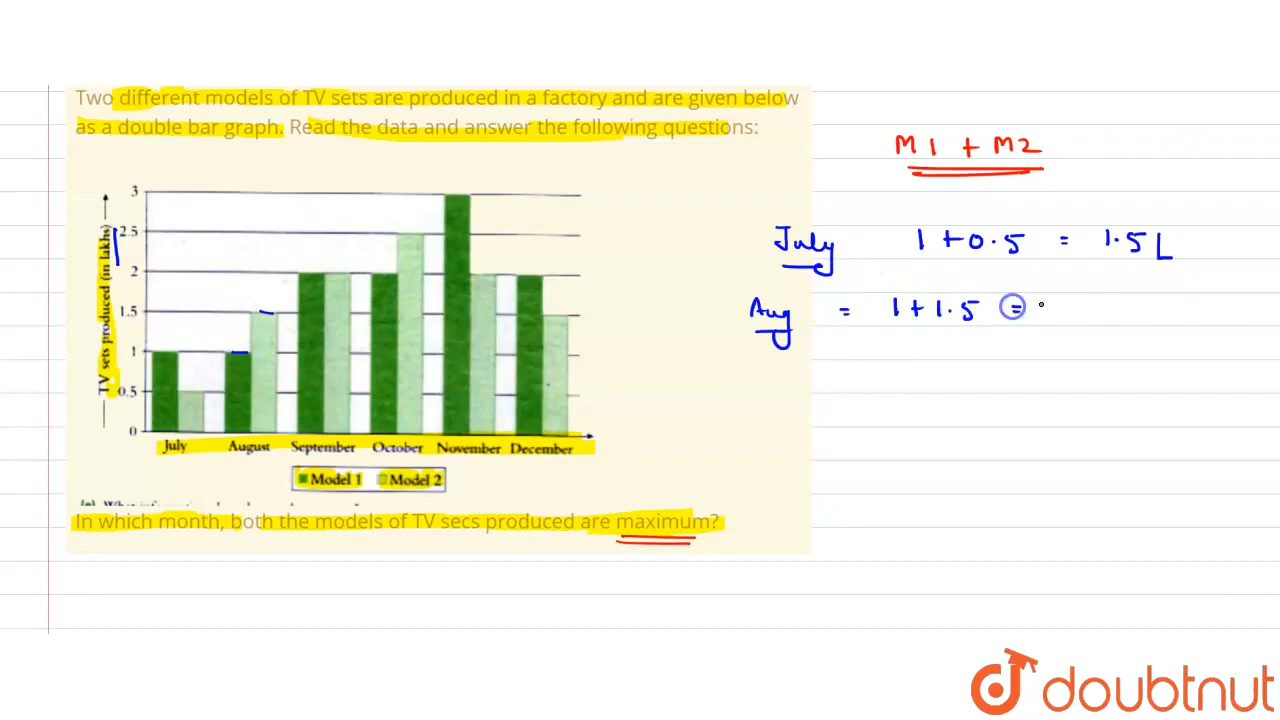 Two different models of TV sets are produced in a factory and are given below
as a double bar graph. Read the data and answer the following questions:
M1 + M2
3
2.5
2
1.5
1
0.5
0
TV sets produced (in lakhs)
July August September October November December
Model 1 Model 2
July 1 + 0.5 = 1.5 L
Aug = 1 + 1.5 =
In which month, both the models of TV secs produced are maximum?
doubtnut